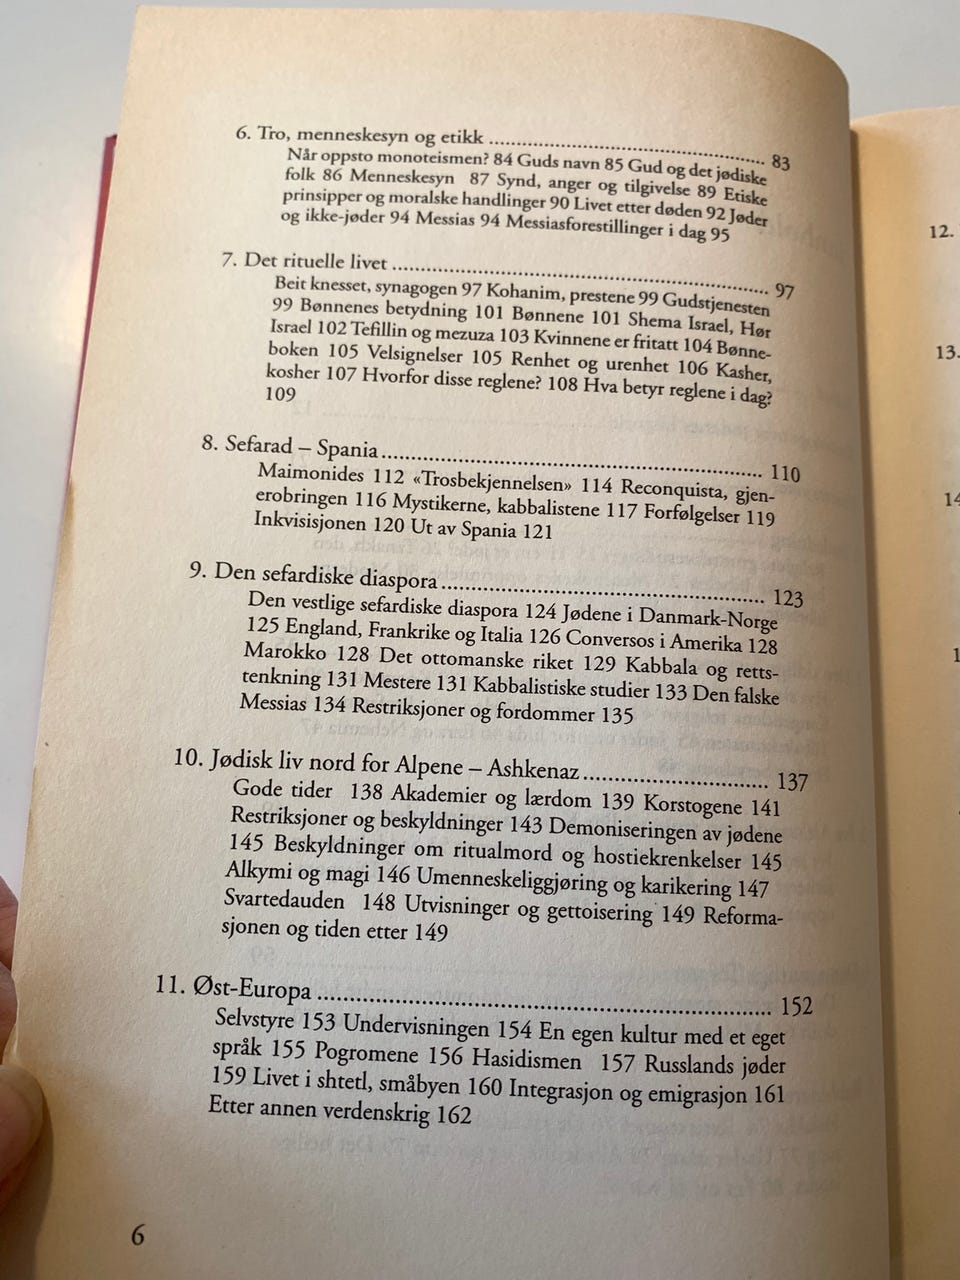 6. Tro, menneskesyn og etikk ........................................................ 83
Når oppsto monoteismen? 84 Guds navn 85 Gud og det jødiske
folk 86 Menneskesyn 87 Synd, anger og tilgivelse 89 Etiske
prinsipper og moralske handlinger 90 Livet etter døden 92 Jøder
og ikke-jøder 94 Messias 94 Messiasforestillinger i dag 95
7. Det rituelle livet ........................................................ 97
Beit knesset, synagogen 97 Kohanim, prestene 99 Gudstjenesten
99 Bønnenes betydning 101 Bønnene 101 Shema Israel, Hør
Israel 102 Tefillin og mezuza 103 Kvinnene er fritatt 104 Bønne-
boken 105 Velsignelser 105 Renhet og urenhet 106 Kasher,
kosher 107 Hvorfor disse reglene? 108 Hva betyr reglene i dag?
109
8. Sefarad – Spania ........................................................ 110
Maimonides 112 «Trosbekjennelsen» 114 Reconquista, gjen-
erobringen 116 Mystikerne, kabbalistene 117 Forfølgelser 119
Inkvisisjonen 120 Ut av Spania 121
9. Den sefardiske diaspora ........................................................ 123
Den vestlige sefardiske diaspora 124 Jødene i Danmark-Norge
125 England, Frankrike og Italia 126 Conversos i Amerika 128
Marokko 128 Det ottomanske riket 129 Kabbala og retts-
tenkning 131 Mestere 131 Kabbalistiske studier 133 Den falske
Messias 134 Restriksjoner og fordommer 135
10. Jødisk liv nord for Alpene – Ashkenaz ................................ 137
Gode tider 138 Akademier og lærdom 139 Korstogene 141
Restriksjoner og beskyldninger 143 Demoniseringen av jødene
145 Beskyldninger om ritualmord og hostiekrenkelser 145
Alkymi og magi 146 Umenneskeliggjøring og karikering 147
Svartedauden 148 Utvisninger og gettoisering 149 Reforma-
sjonen og tiden etter 149
11. Øst-Europa ........................................................ 152
Selvstyre 153 Undervisningen 154 En egen kultur med et eget
språk 155 Pogromene 156 Hasidismen 157 Russlands jøder
159 Livet i shtetl, småbyen 160 Integrasjon og emigrasjon 161
Etter annen verdenskrig 162
6
12.
13.